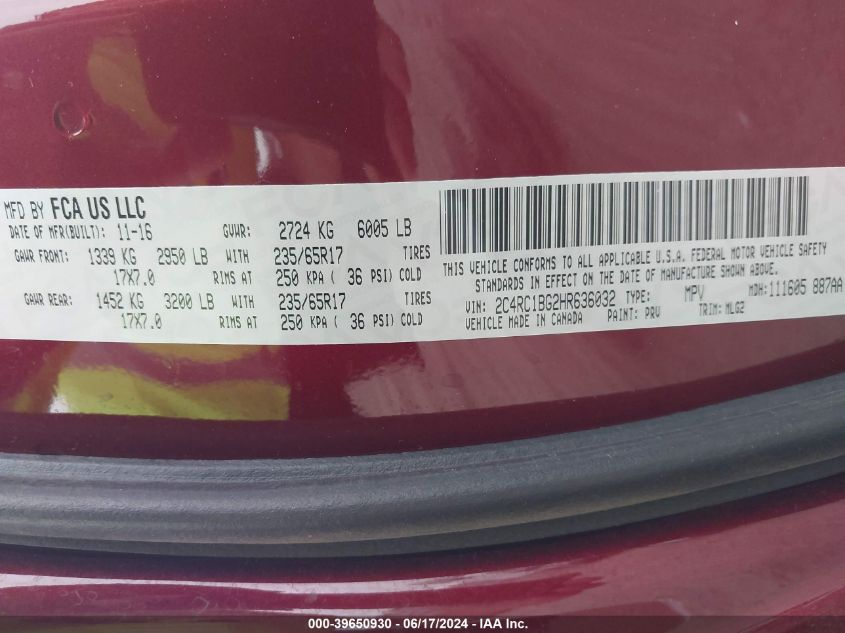 MFD BY FCA US LLC
DATE OF MFR(BUILT): 11-16 GVWR: 2724 KG 6005 LB
GAWR FRONT: 1339 KG 2950 LB WITH 235/65R17 TIRES
17X7.0 RIMS AT 250 KPA ( 36 PSI) COLD
GAWR REAR: 1452 KG 3200 LB WITH 235/65R17 TIRES
17X7.0 RIMS AT 250 KPA ( 36 PSI) COLD
THIS VEHICLE CONFORMS TO ALL APPLICABLE U.S.A. FEDERAL MOTOR VEHICLE SAFETY
STANDARDS IN EFFECT ON THE DATE OF MANUFACTURE SHOWN ABOVE.
VIN: 2C4RC1BG2HR636032 TYPE: MPV MDH: 111605 887AA
VEHICLE MADE IN CANADA PAINT: PRV TRIM: MLG2
000-39650930 / 06/17/2024 - IAA Inc.